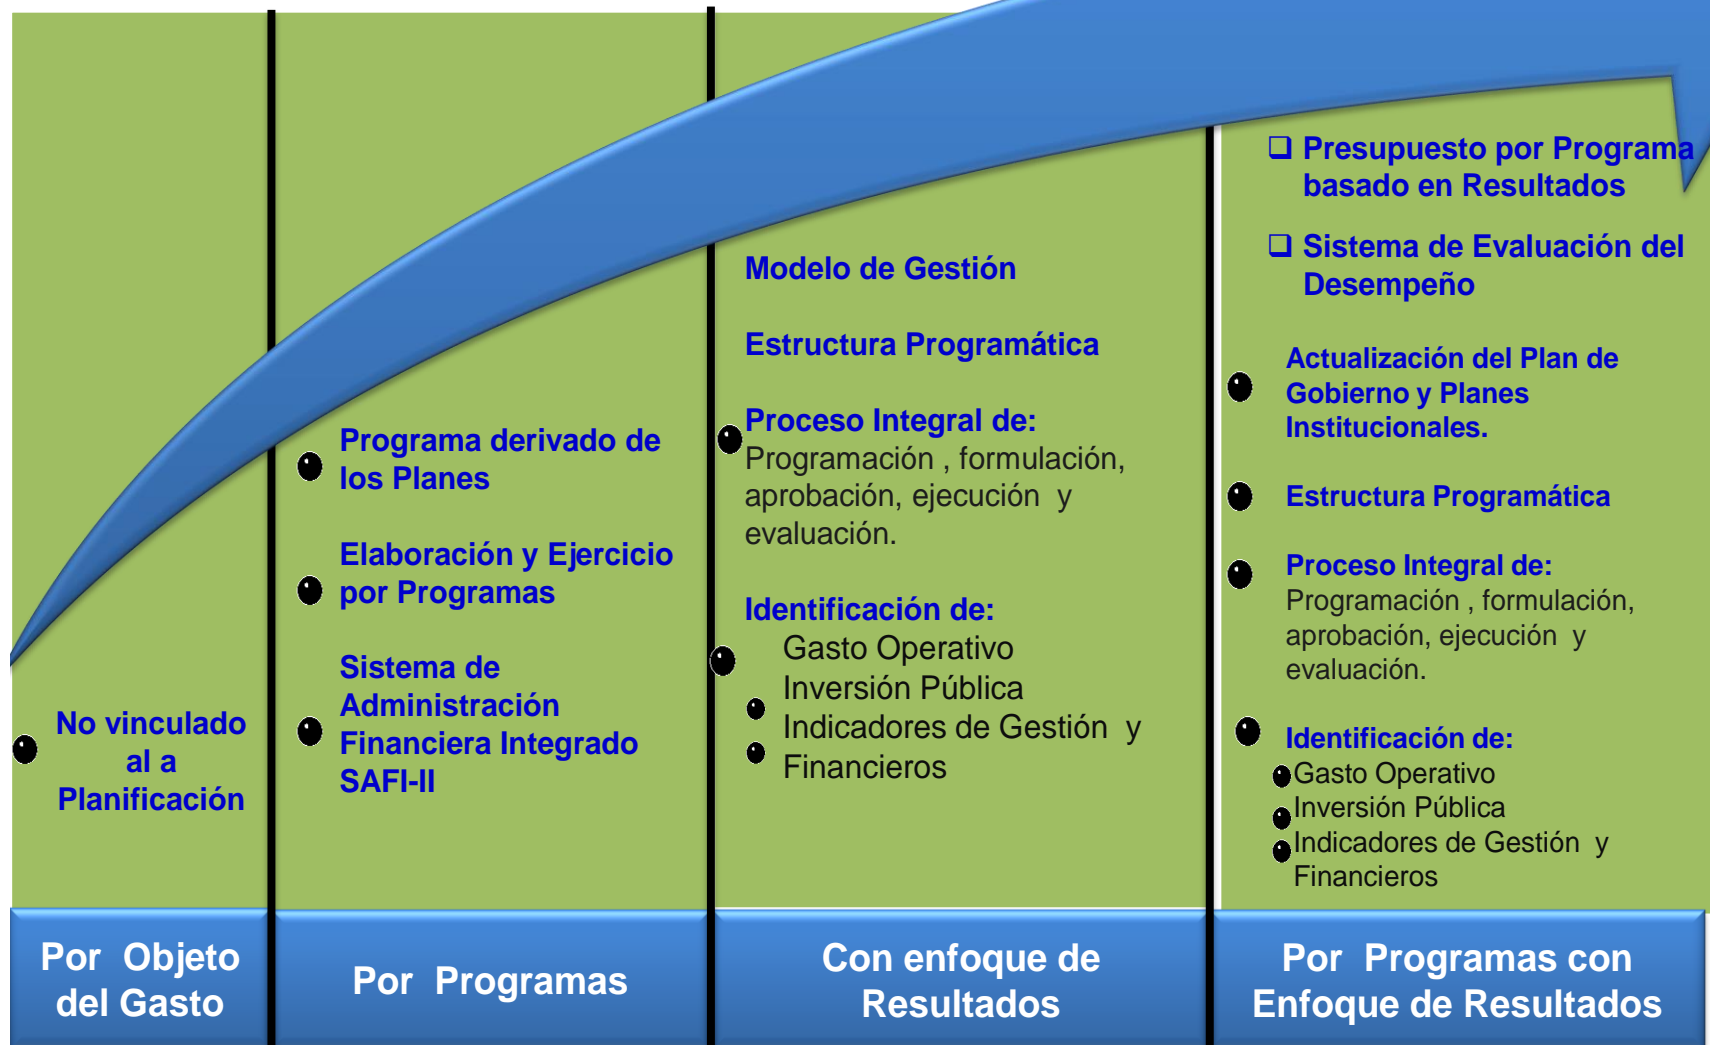 No vinculado
al a
Planificación
Por Objeto
del Gasto
Programa derivado de
los Planes
Elaboración y Ejercicio
por Programas
Sistema de
Administración
Financiera Integrado
SAFI-II
Por Programas
Modelo de Gestión
Estructura Programática
Proceso Integral de:
Programación , formulación,
aprobación, ejecución y
evaluación.
Identificación de:
Gasto Operativo
Inversión Pública
Indicadores de Gestión y
Financieros
Con enfoque de
Resultados
Presupuesto por Programa
basado en Resultados
Sistema de Evaluación del
Desempeño
Actualización del Plan de
Gobierno y Planes
Institucionales.
Estructura Programática
Proceso Integral de:
Programación , formulación,
aprobación, ejecución y
evaluación.
Identificación de:
Gasto Operativo
Inversión Pública
Indicadores de Gestión y
Financieros
Por Programas con
Enfoque de Resultados